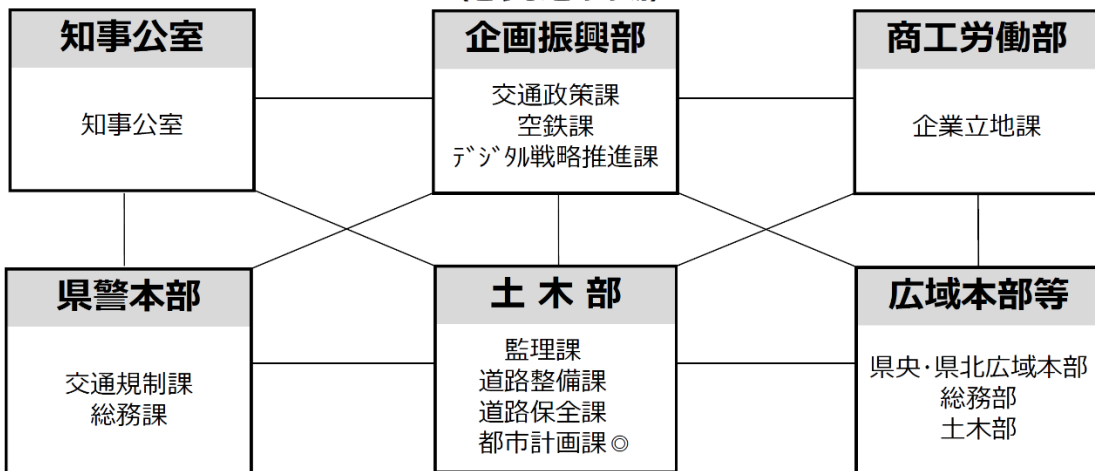 知事公室
知事公室
企画振興部
交通政策課
空鉄課
ﾃﾞｼﾞﾀﾙ戦略推進課
商工労働部
企業立地課
県警本部
交通規制課
総務課
土木部
監理課
道路整備課
道路保全課
都市計画課◎
広域本部等
県央・県北広域本部
総務部
土木部